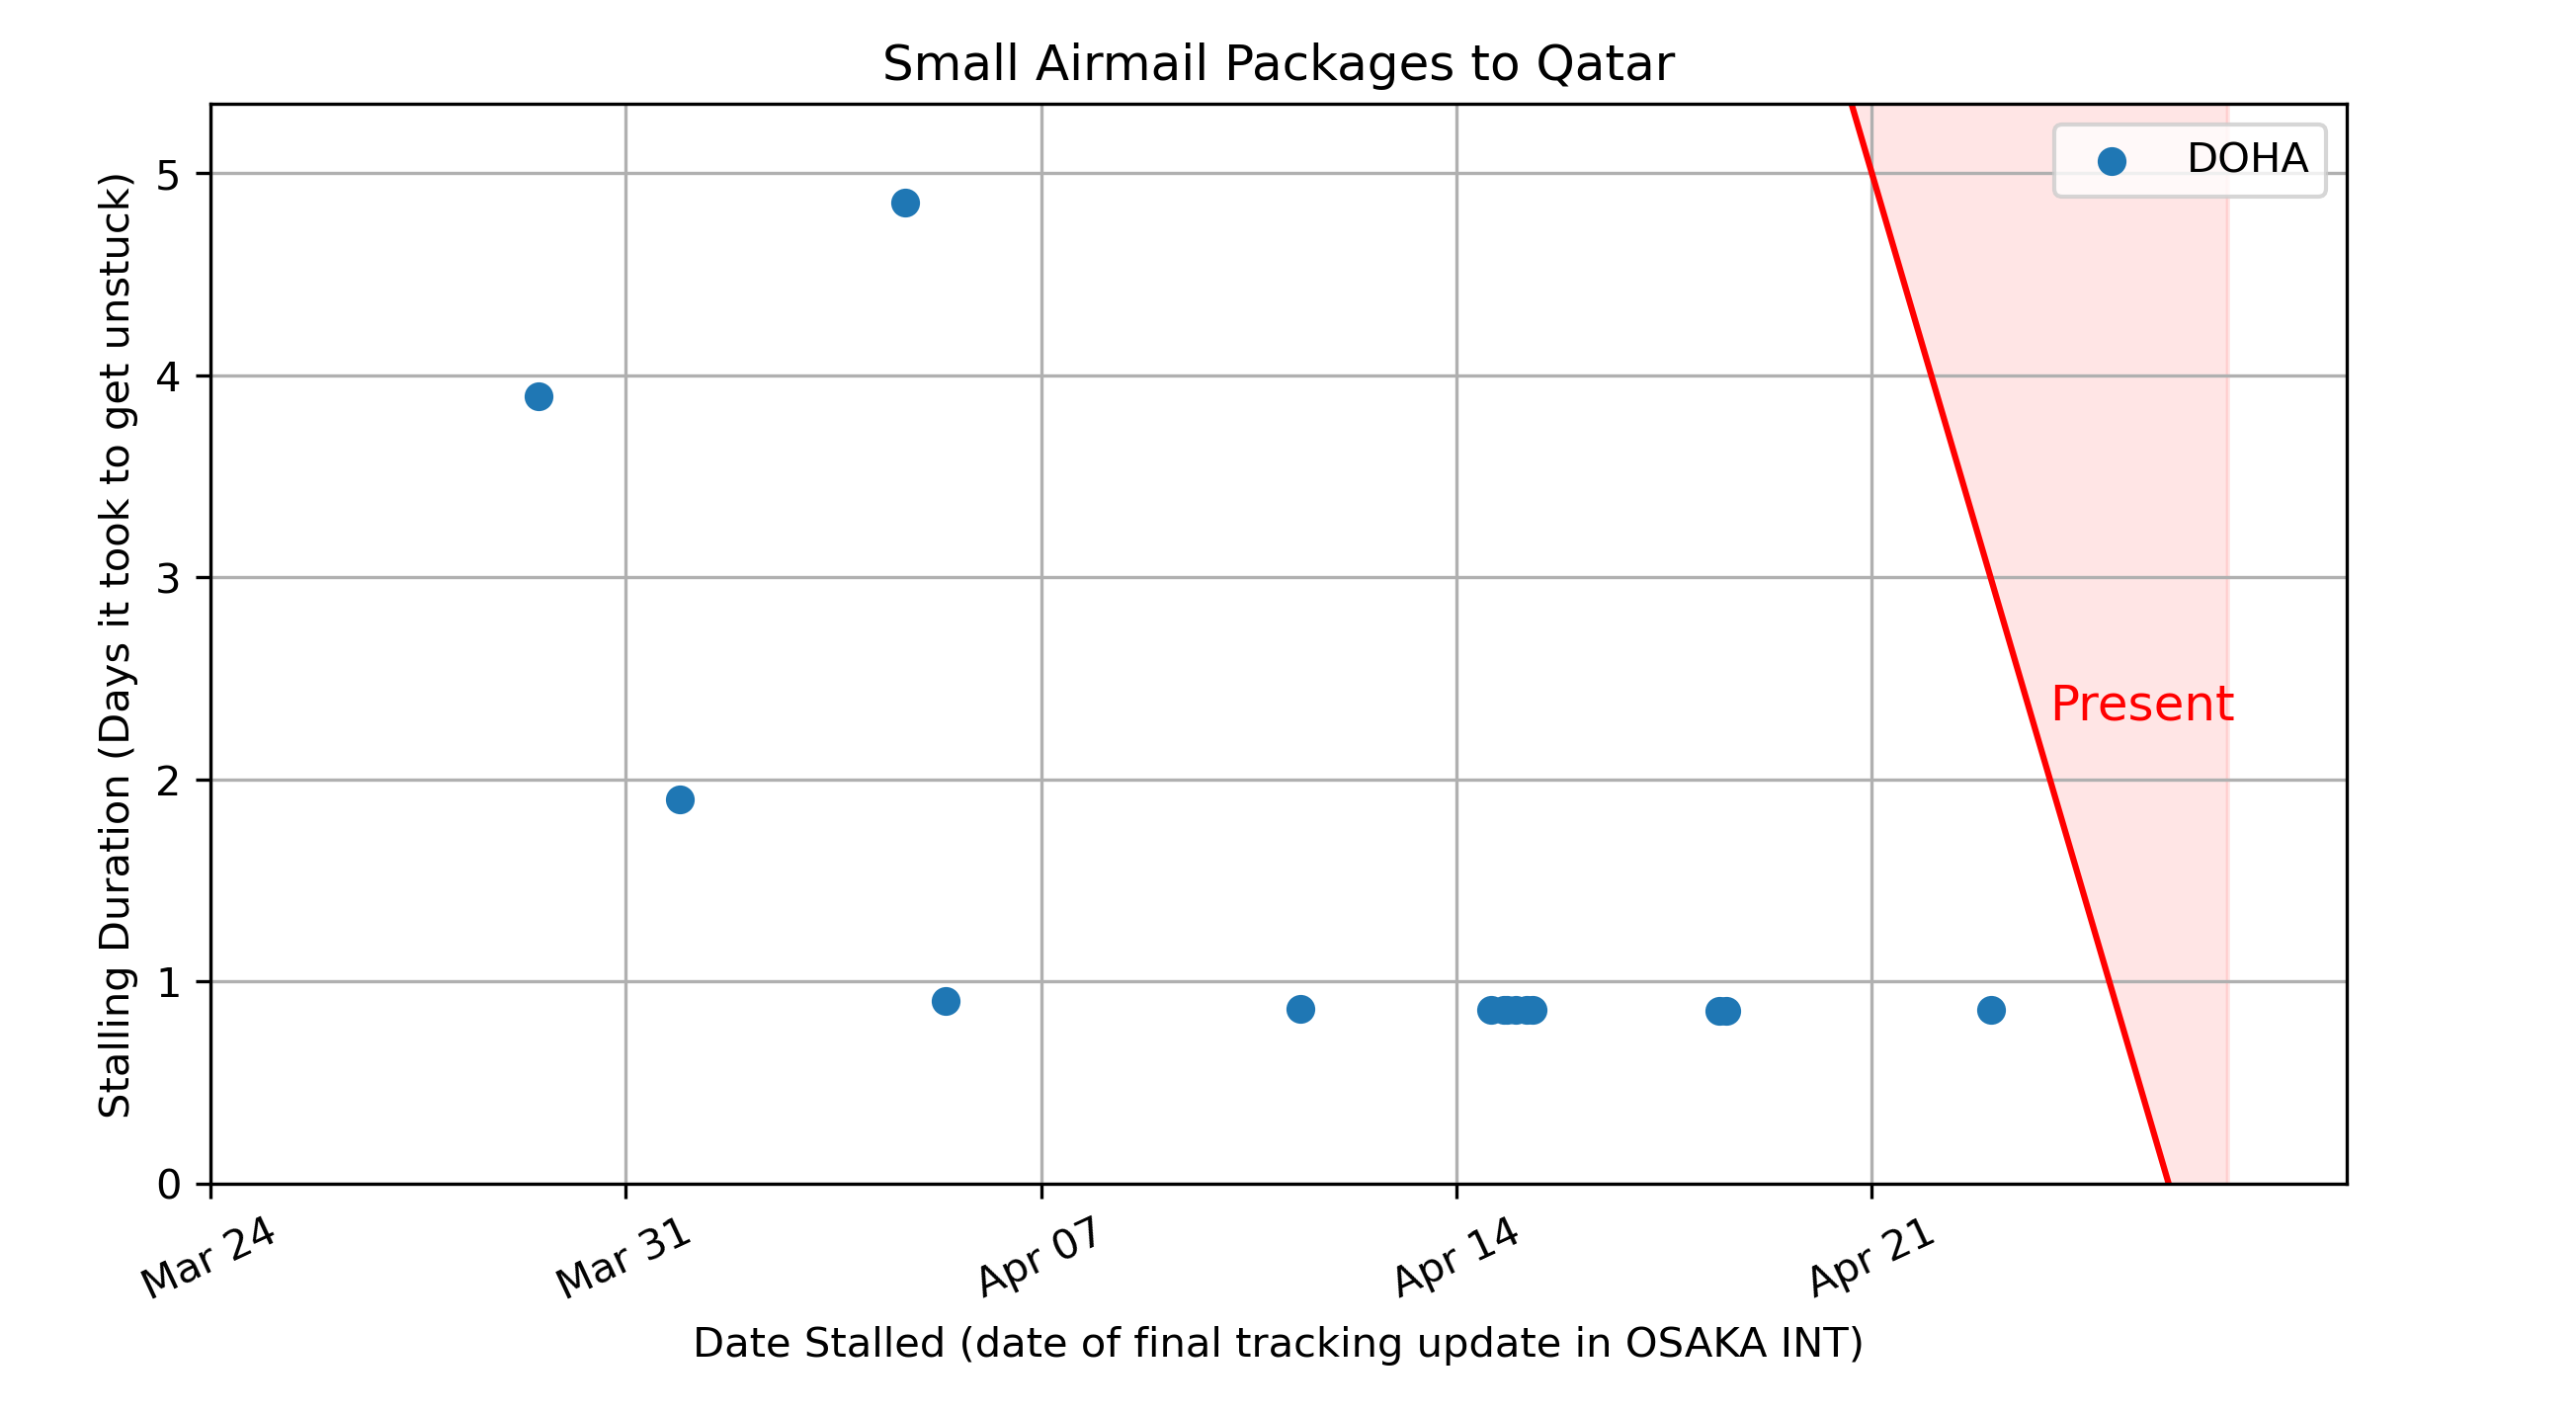 Small Airmail Packages to Qatar
DOHA
Stalling Duration (Days it took to get unstuck)
5
4
3
2
1
0
Present
Mar 24
Mar 31
Apr 07
Apr 14
Apr 21
Date Stalled (date of final tracking update in OSAKA INT)